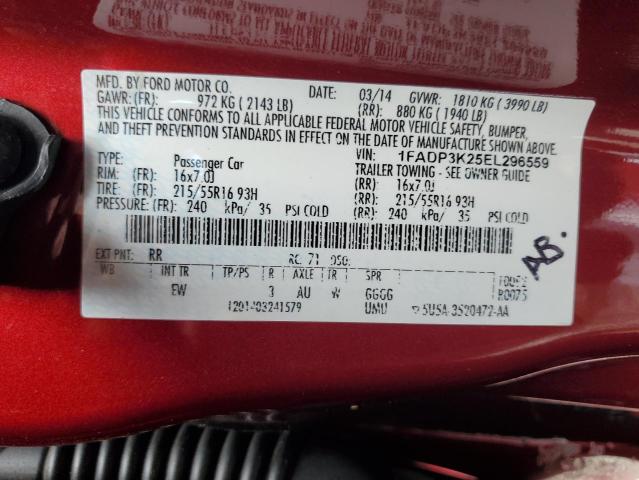 MFD. BY FORD MOTOR CO. DATE: 03/14 GVWR: 1810 KG (3990 LB)
GAWR: (FR): 972 KG (2143 LB) (RR): 880 KG (1940 LB)
THIS VEHICLE CONFORMS TO ALL APPLICABLE FEDERAL MOTOR VEHICLE SAFETY, BUMPER,
AND THEFT PREVENTION STANDARDS IN EFFECT ON THE DATE OF MANUFACTURE SHOWN ABOVE.
VIN: 1FADP3K25EL296559
TYPE: Passenger Car TRAILER TOWING - SEE OWNER GUIDE
RIM: (FR): 16x7.0J (RR): 16x7.0J
TIRE: (FR): 215/55R16 93H (RR): 215/55R16 93H
PRESSURE: (FR): 240 kPa/ 35 PSI COLD (RR): 240 kPa/ 35 PSI COLD
EXT PNT: RR RC: 71
WB INT TR TP/PS R AXLE TR SPR
EW 3 AU W GGGG R0075
UMU 5U5A-3520472-AA
AB.